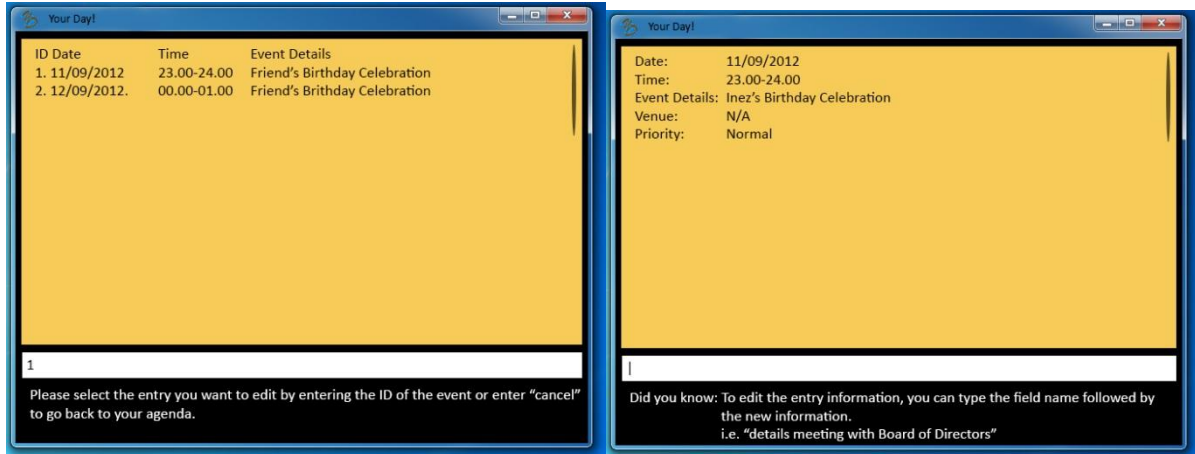 Your Day!
ID Date Time Event Details
1. 11/09/2012 23.00-24.00 Friend's Birthday Celebration
2. 12/09/2012. 00.00-01.00 Friend's Brithday Celebration
1
Please select the entry you want to edit by entering the ID of the event or enter “cancel”
to go back to your agenda.
Your Day!
Date: 11/09/2012
Time: 23.00-24.00
Event Details: Inez's Birthday Celebration
Venue: N/A
Priority: Normal
Did you know: To edit the entry information, you can type the field name followed by
the new information.
i.e. “details meeting with Board of Directors”